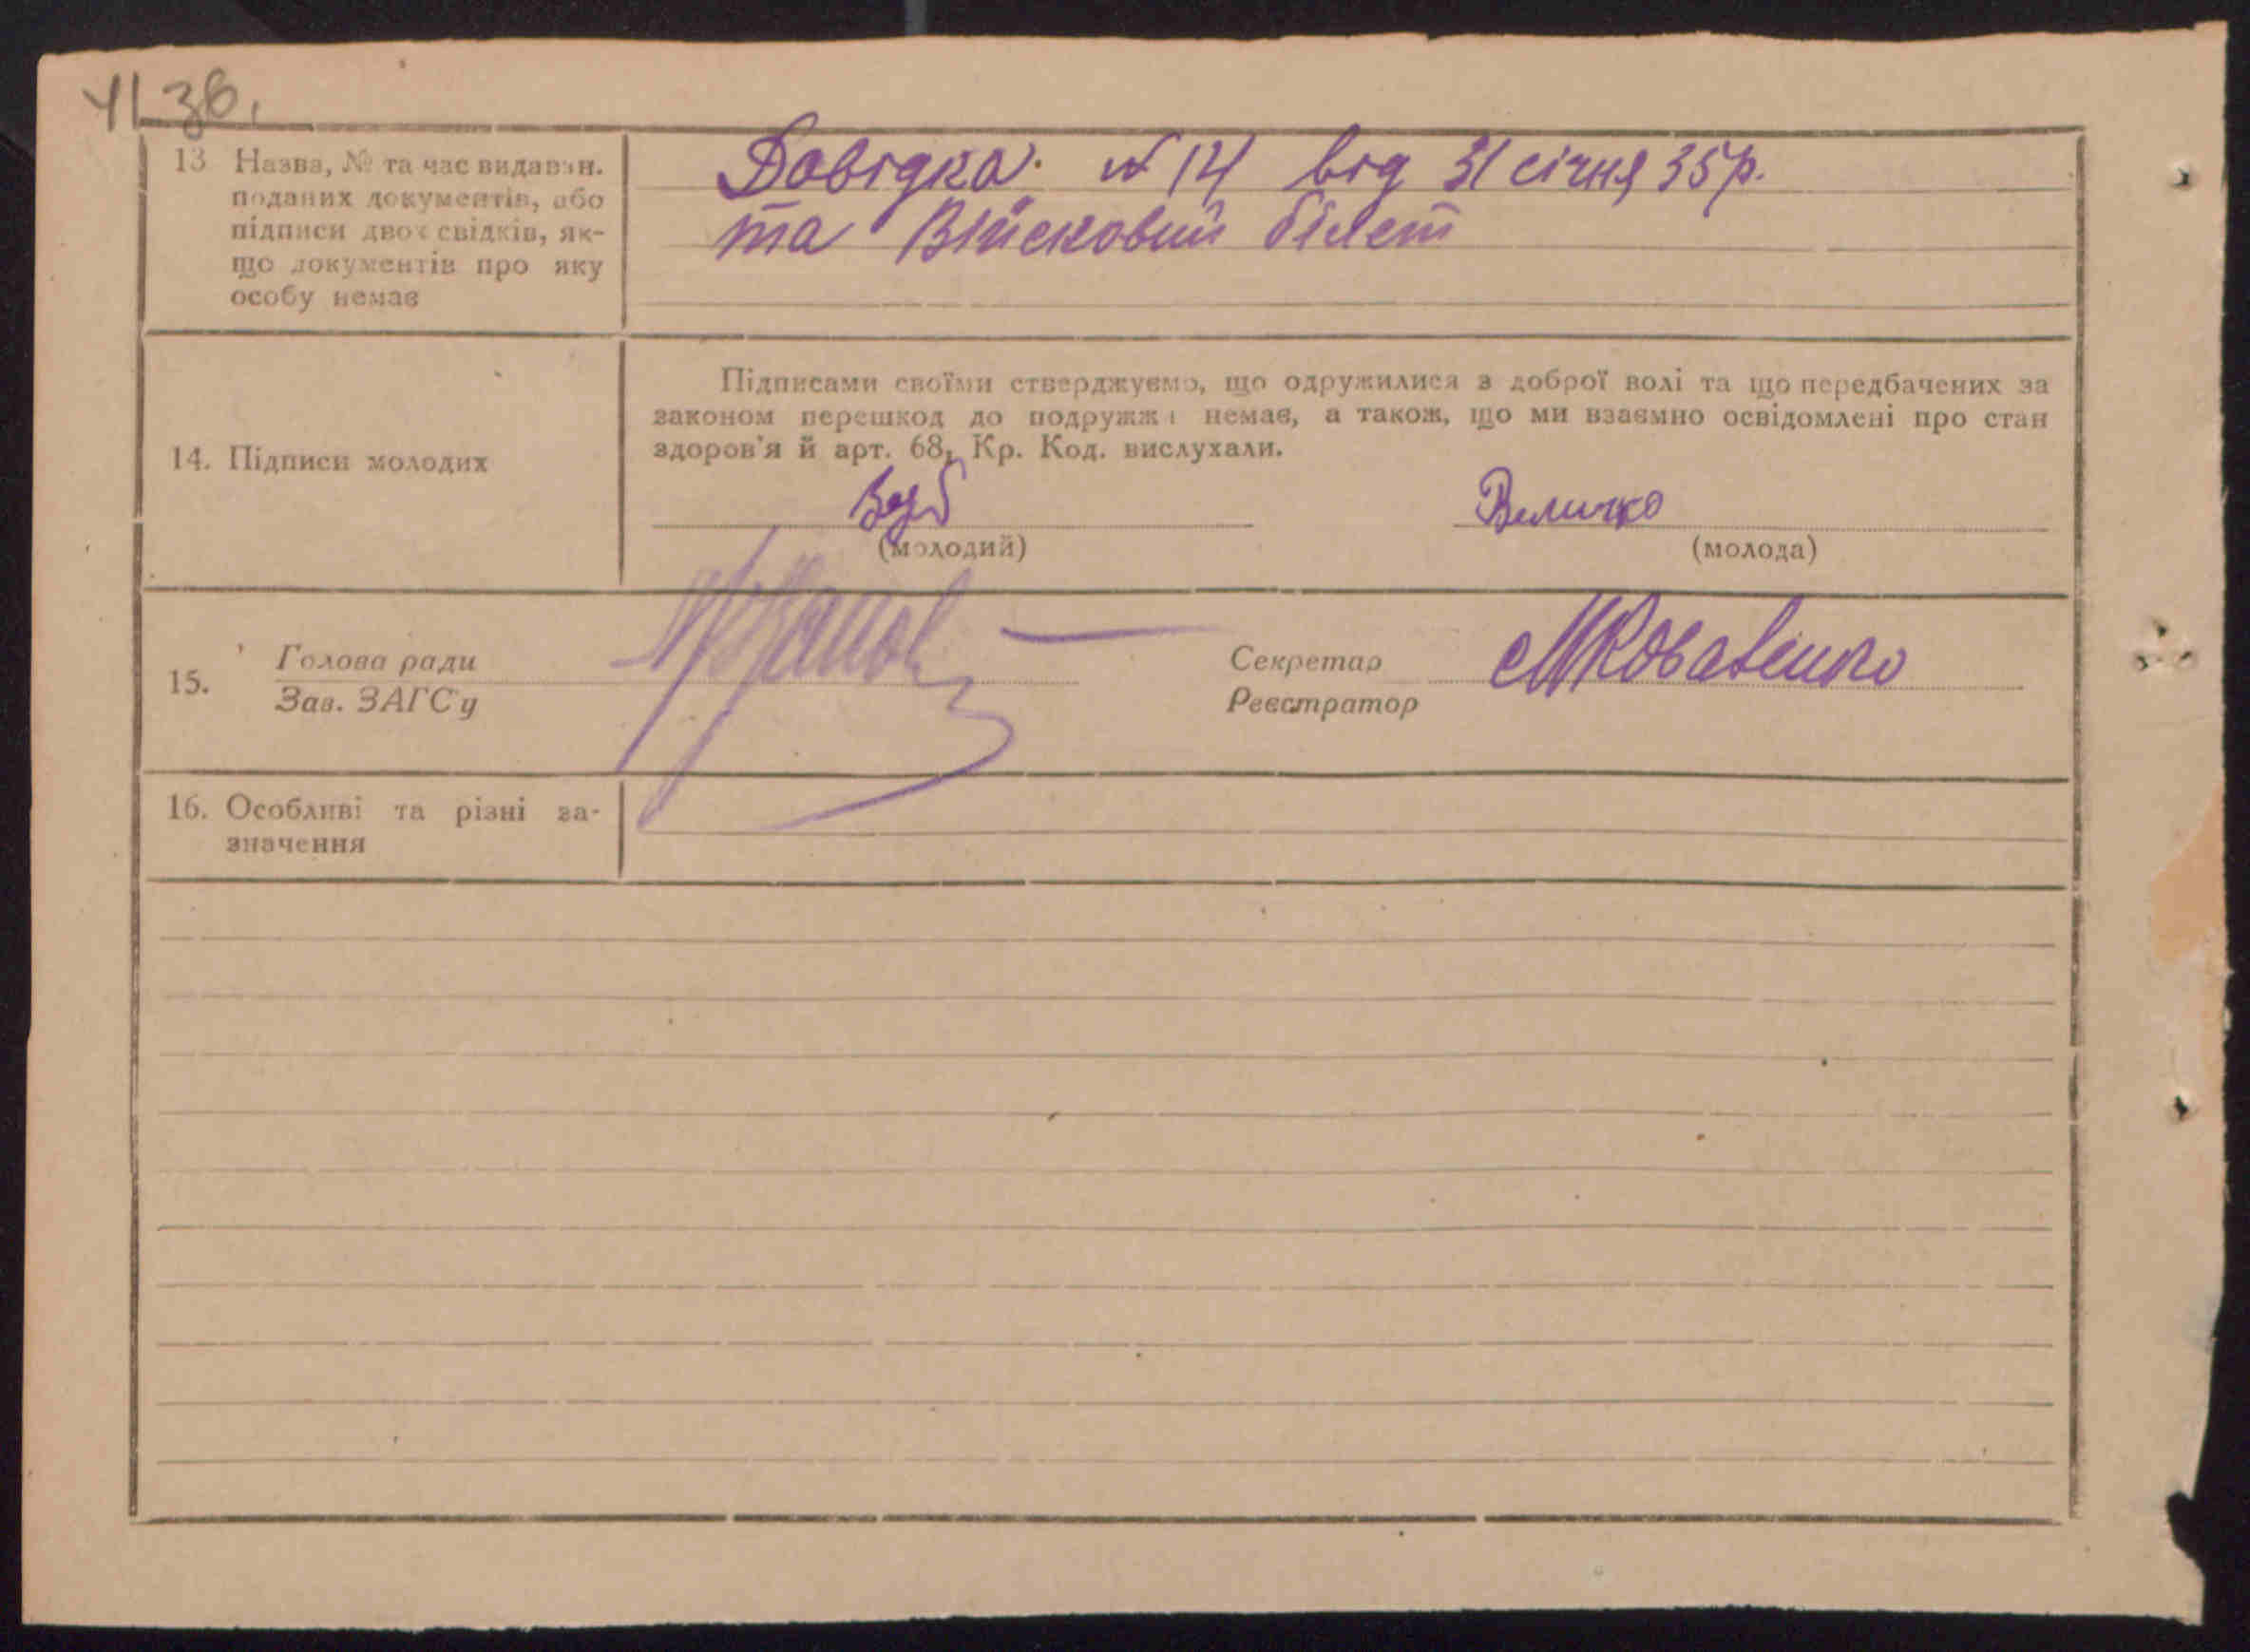 41 зв.
13 Назва, № та час видаван.
поданих документів, або
підписи двох свідків, як-
що документів про яку
особу немає
Довідка. № 14 від 31 січня 35 р.
та Війсковий білет
14. Підписи молодих
Підписами своїми стверджуємо, що одружилися з доброї волі та що передбачених за
законом перешкод до подружжя немає, а також, що ми взаємно освідомлені про стан
здоров'я й арт. 68, Кр. Код. вислухали.
Величко
(молодий)
(молода)
15.
Голова ради
Зав. ЗАГС'у
Секретар
Реєстратор
МКоваленко
16. Особливі та різні за-
значення